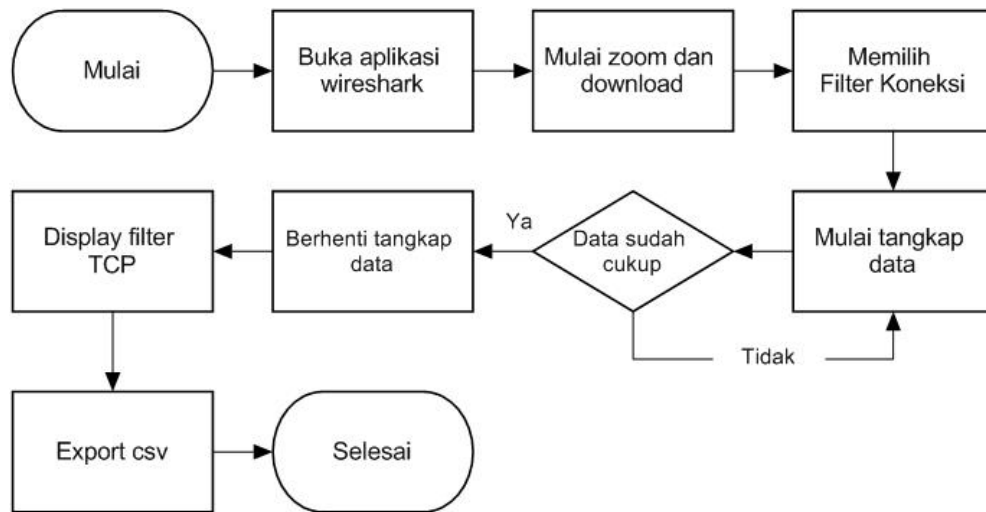 Mulai
Buka aplikasi
wireshark
Mulai zoom dan
download
Memilih
Filter Koneksi
Mulai tangkap
data
Data sudah
cukup
Ya
Tidak
Berhenti tangkap
data
Display filter
TCP
Export csv
Selesai